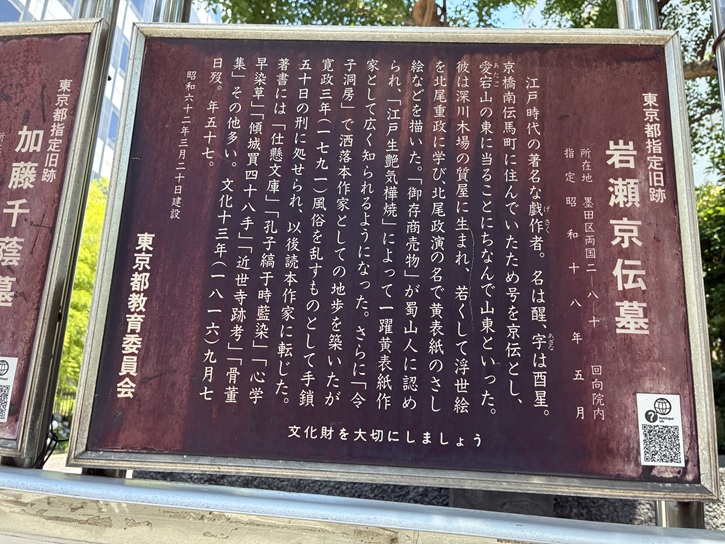 東京都指定旧跡
岩瀬京伝墓
所在地 墨田区両国二―八―十 回向院内
指定 昭和十八年五月
江戸時代の著名な戯作者。名は醒、字は酉星。
げさく
あざな
京橋南伝馬町に住んでいたため号を京伝とし、
愛宕山の東に当ることにちなんで山東といった。
あたご
彼は深川木場の質屋に生まれ、若くして浮世絵
を北尾重政に学び、北尾政演の名で黄表紙のさし
絵などを描いた。「御存商売物」が蜀山人に認め
られ、「江戸生艶気樺焼」によって一躍黄表紙作
家として広く知られるようになった。さらに「令
子洞房」で洒落本作家としての地歩を築いたが
寛政三年(一七九一)風俗を乱すものとして手鎖
五十日の刑に処せられ、以後読本作家に転じた。
著書には「仕懸文庫」「孔子縞于時藍染」「心学
早染草」「傾城買四十八手」「近世寺跡考」「骨董
集」その他多い。文化十三年(一八一六)九月七
日歿。年五十七。
昭和六十二年三月二十日建設
東京都教育委員会
文化財を大切にしましょう
東京都指定旧跡
加藤千蔭墓